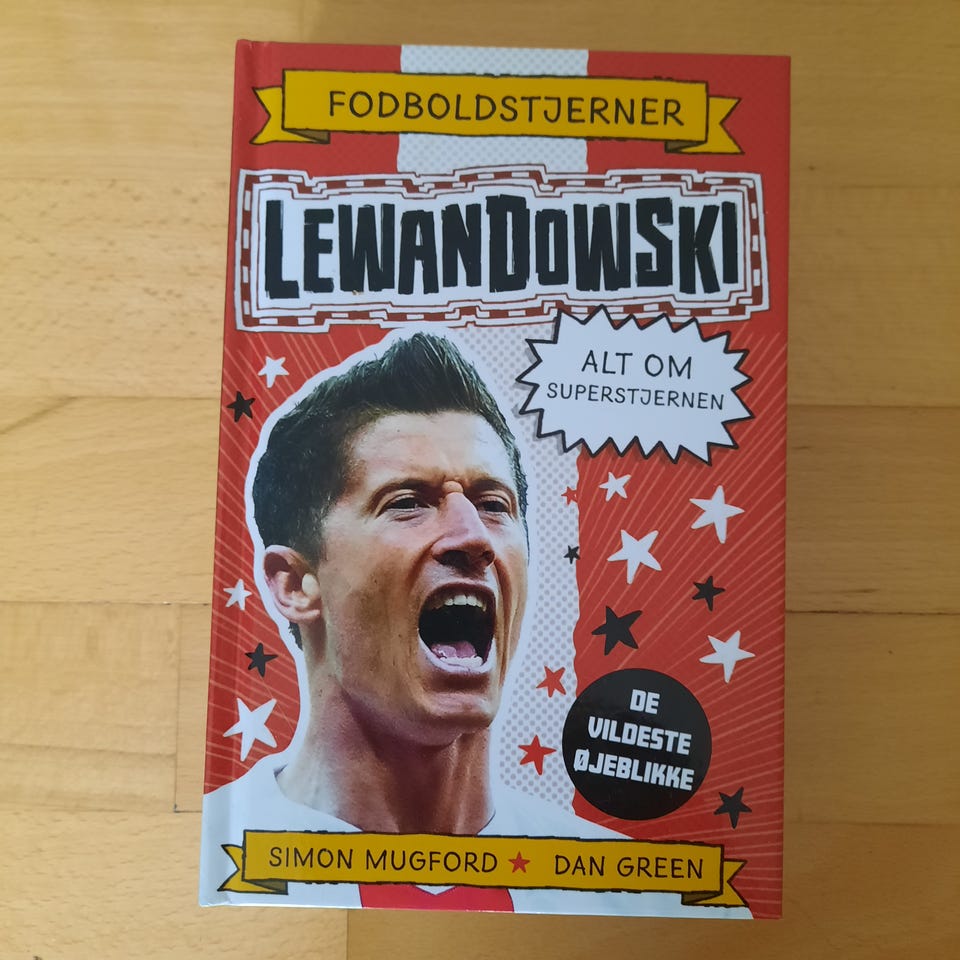 FODBOLDSTJERNER
LEWANDOWSKI
ALT OM
SUPERSTJERNEN
DE
VILDESTE
ØJEBLIKKE
SIMON MUGFORD ★ DAN GREEN